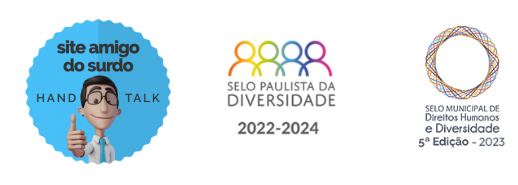 site amigo
do surdo
HAND TALK
SELO PAULISTA DA
DIVERSIDADE
2022-2024
SELO MUNICIPAL DE
Direitos Humanos
e Diversidade
5ª Edição - 2023